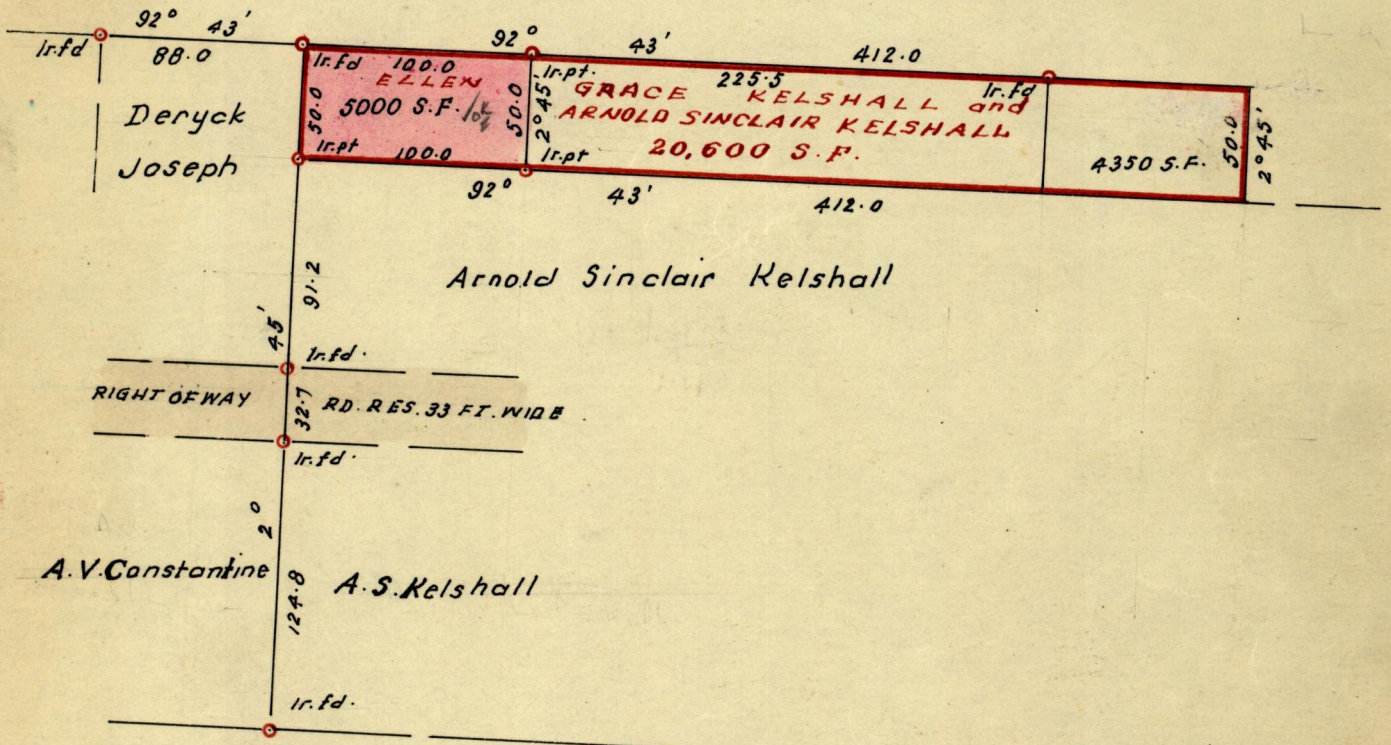 92° 43'
Ir.fd 88.0
92° 43' 412.0
Ir.fd 100.0
Ir.pt. 225.5 Ir.fd
ELLEN
5000 S.F.
50.0
50.0
2°45'
GRACE KELSHALL and
ARNOLD SINCLAIR KELSHALL
20,600 S.F.
4350 S.F.
50.0
2°45'
Deryck
Joseph
Ir.pt 100.0
Ir.pt
92° 43' 412.0
Arnold Sinclair Kelshall
91.2
45'
Ir.fd.
RIGHT OF WAY
32.7
RD. RES. 33 FT. WIDE
Ir.fd.
2°
A.V.Constantine
A.S.Kelshall
124.8
Ir.fd.